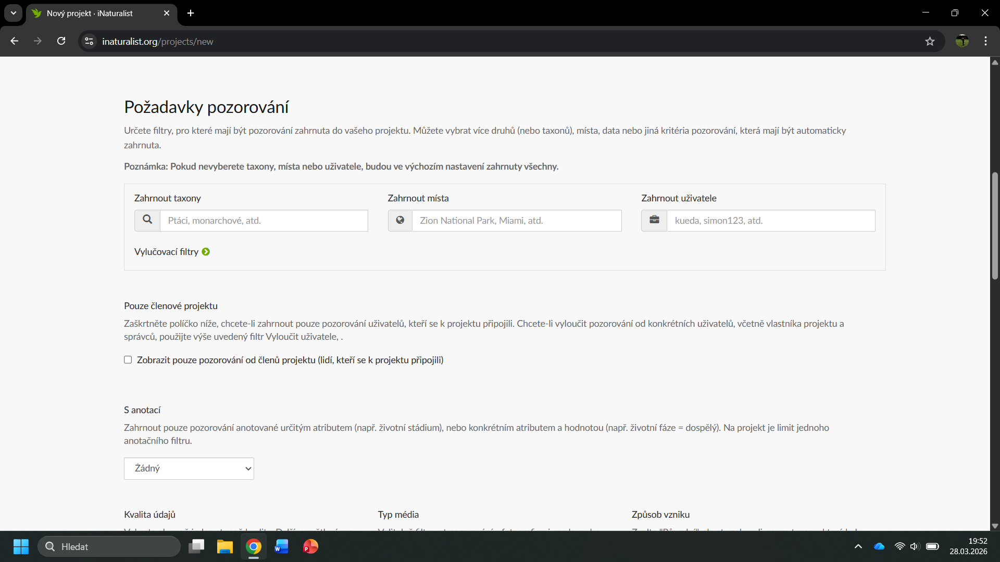 Nový projekt · iNaturalist
inaturalist.org/projects/new
Požadavky pozorování
Určete filtry, pro které mají být pozorování zahrnuta do vašeho projektu. Můžete vybrat více druhů (nebo taxonů), místa, data nebo jiná kritéria pozorování, která mají být automaticky
zahrnuta.
Poznámka: Pokud nevyberete taxony, místa nebo uživatele, budou ve výchozím nastavení zahrnuty všechny.
Zahrnout taxony
Zahrnout místa
Zahrnout uživatele
Ptáci, monarchové, atd.
Zion National Park, Miami, atd.
kueda, simon123, atd.
Vylučovací filtry
Pouze členové projektu
Zaškrtněte políčko níže, chcete-li zahrnout pouze pozorování uživatelů, kteří se k projektu připojili. Chcete-li vyloučit pozorování od konkrétních uživatelů, včetně vlastníka projektu a
správců, použijte výše uvedený filtr Vyloučit uživatele, .
Zobrazit pouze pozorování od členů projektu (lidí, kteří se k projektu připojili)
S anotací
Zahrnout pouze pozorování anotované určitým atributem (např. životní stádium), nebo konkrétním atributem a hodnotou (např. životní fáze = dospělý). Na projekt je limit jednoho
anotačního filtru.
Žádný
Kvalita údajů
Typ média
Způsob vzniku
Hledat
19:52
28.03.2026